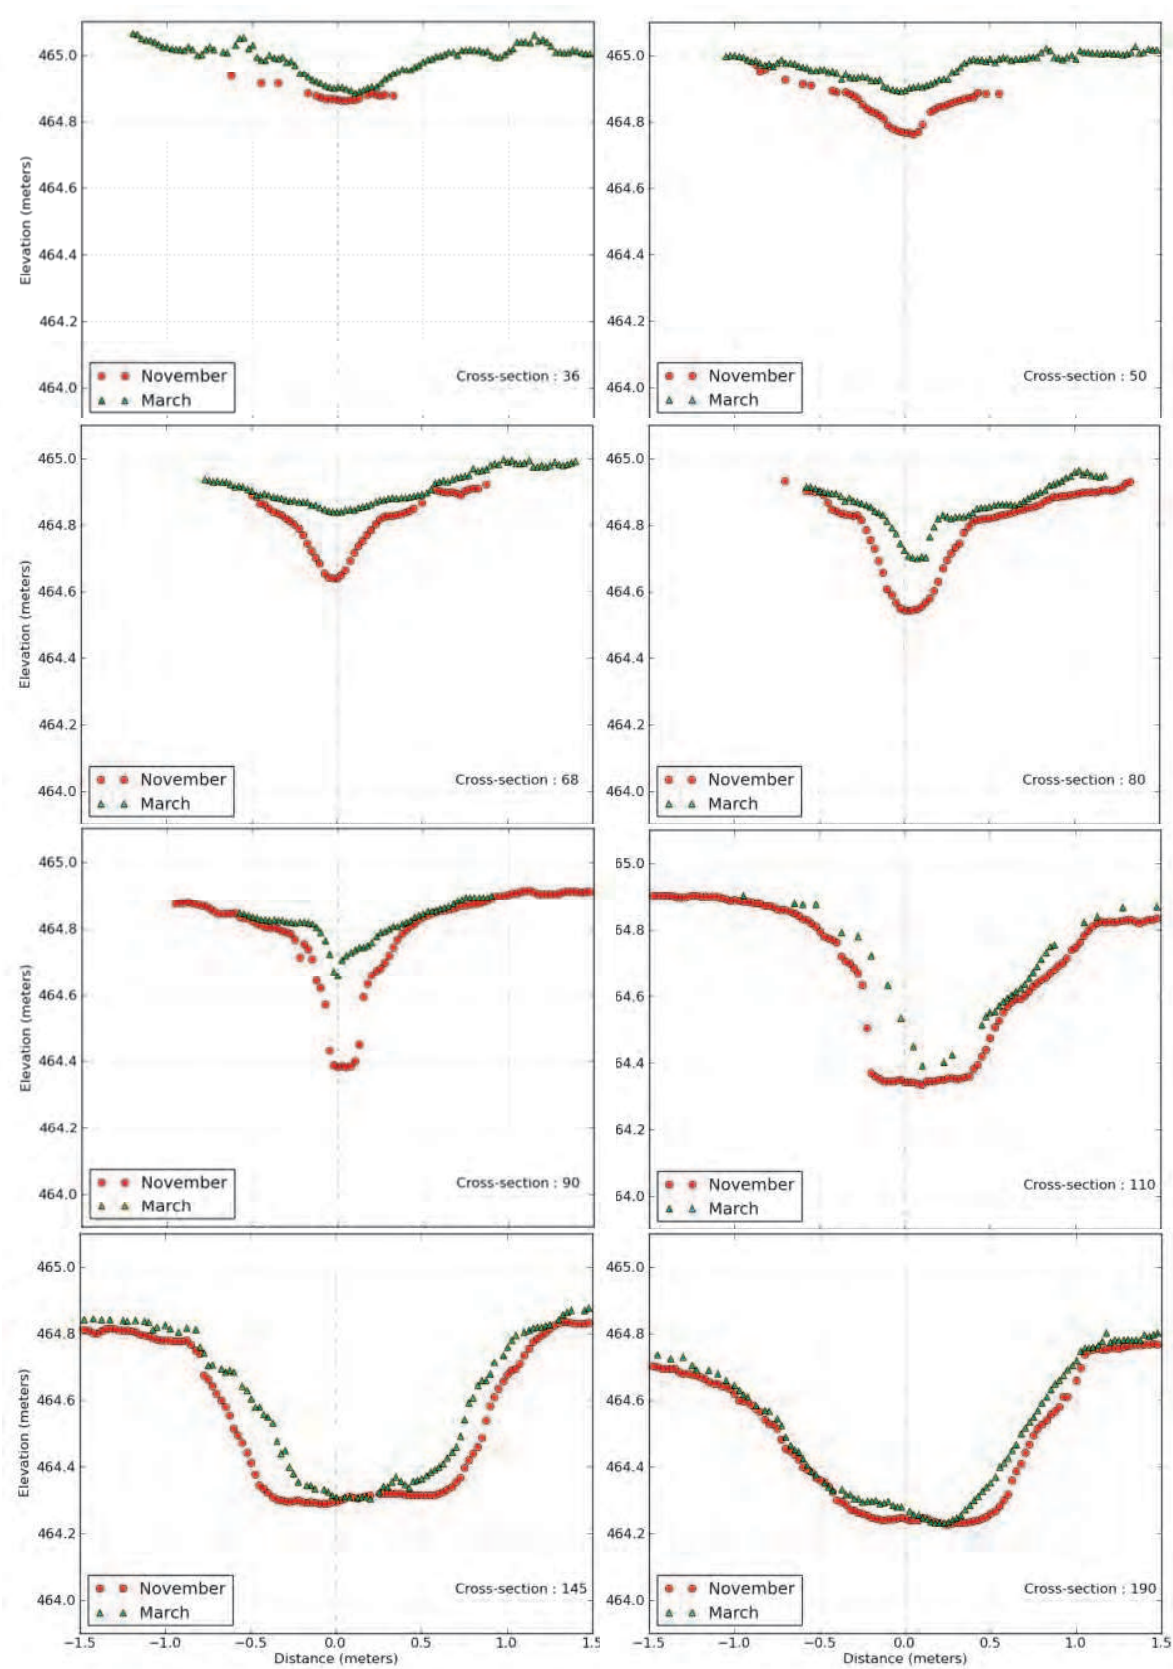 465.0
464.8
464.6
464.4
464.2
464.0
Elevation (meters)
November
March
Cross-section : 36
465.0
464.8
464.6
464.4
464.2
464.0
November
March
Cross-section : 50
465.0
464.8
464.6
464.4
464.2
464.0
Elevation (meters)
November
March
Cross-section : 68
465.0
464.8
464.6
464.4
464.2
464.0
November
March
Cross-section : 80
465.0
464.8
464.6
464.4
464.2
464.0
Elevation (meters)
November
March
Cross-section : 90
65.0
64.8
64.6
64.4
64.2
64.0
November
March
Cross-section : 110
465.0
464.8
464.6
464.4
464.2
464.0
Elevation (meters)
November
March
Cross-section : 145
−1.5 −1.0 −0.5 0.0 0.5 1.0 1.5
Distance (meters)
465.0
464.8
464.6
464.4
464.2
464.0
November
March
Cross-section : 190
−1.5 −1.0 −0.5 0.0 0.5 1.0 1.5
Distance (meters)